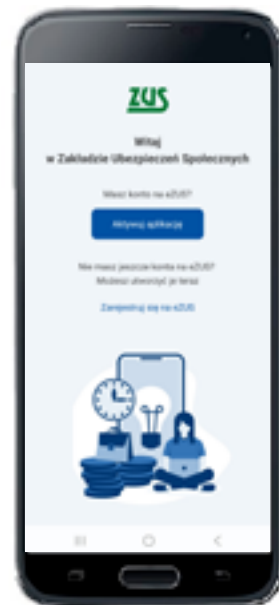 ZUS
Witaj
w Zakładzie Ubezpieczeń Społecznych
Masz konto na eZUS?
Aktywuj aplikację
Nie masz jeszcze konta na eZUS?
Możesz utworzyć je teraz
Zarejestruj się na eZUS